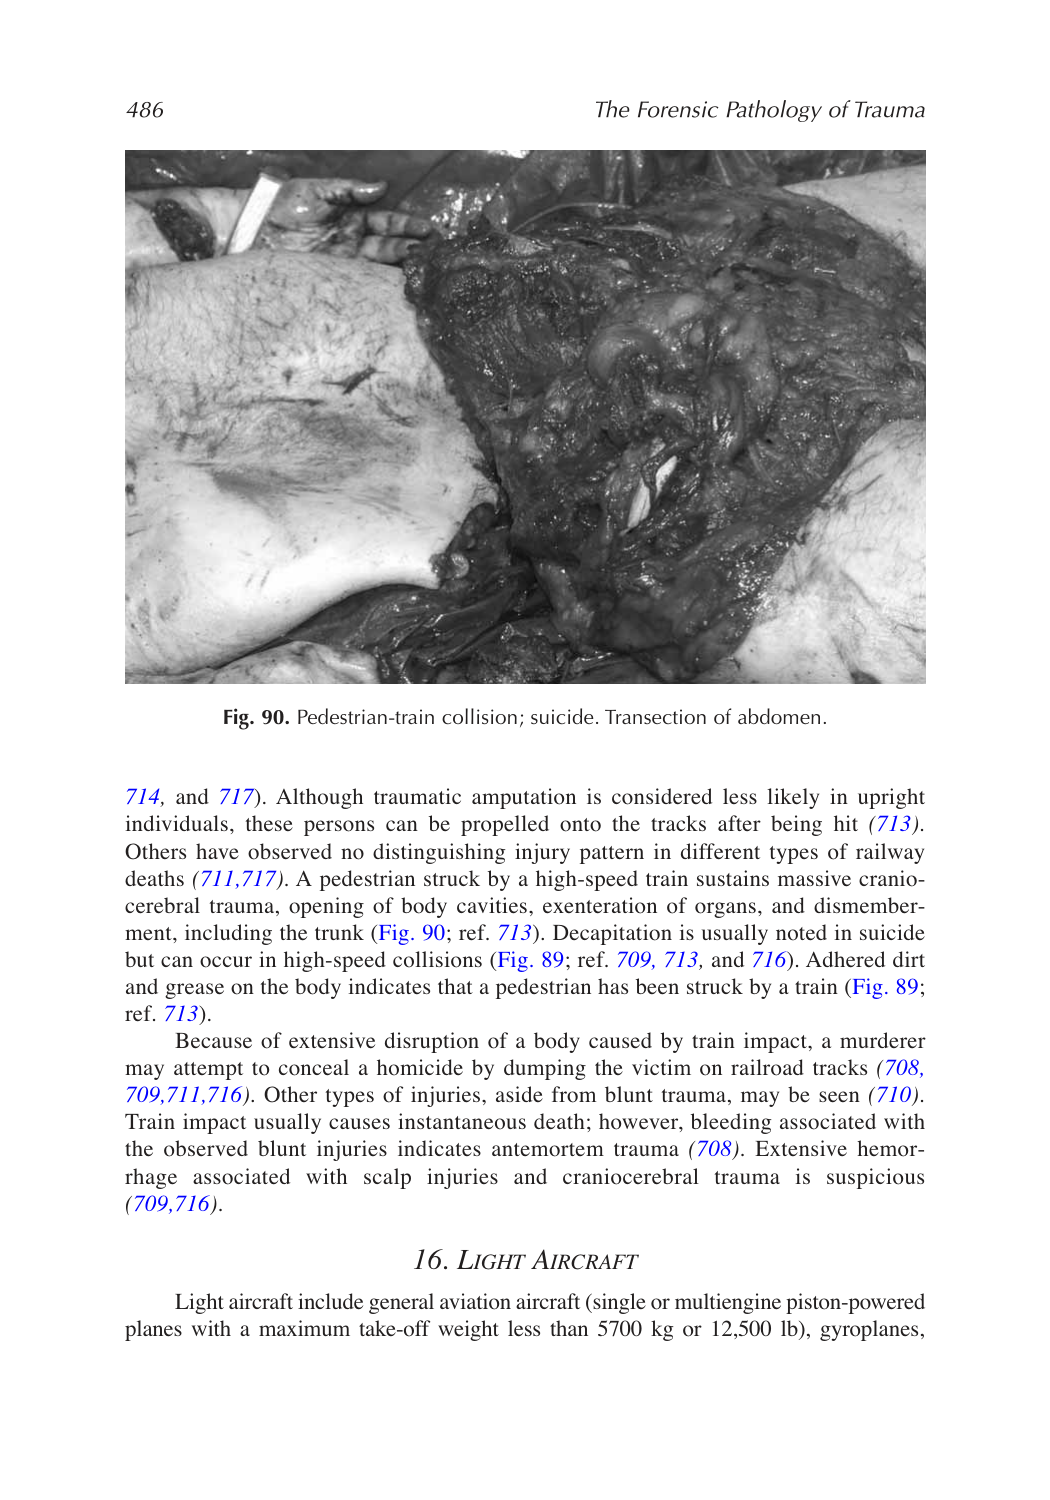 486
The Forensic Pathology of Trauma
Fig. 90. Pedestrian-train collision; suicide. Transection of abdomen.
714, and 717). Although traumatic amputation is considered less likely in upright
individuals, these persons can be propelled onto the tracks after being hit (713).
Others have observed no distinguishing injury pattern in different types of railway
deaths (711,717). A pedestrian struck by a high-speed train sustains massive cranio-
cerebral trauma, opening of body cavities, exenteration of organs, and dismember-
ment, including the trunk (Fig. 90; ref. 713). Decapitation is usually noted in suicide
but can occur in high-speed collisions (Fig. 89; ref. 709, 713, and 716). Adhered dirt
and grease on the body indicates that a pedestrian has been struck by a train (Fig. 89;
ref. 713).
Because of extensive disruption of a body caused by train impact, a murderer
may attempt to conceal a homicide by dumping the victim on railroad tracks (708,
709,711,716). Other types of injuries, aside from blunt trauma, may be seen (710).
Train impact usually causes instantaneous death; however, bleeding associated with
the observed blunt injuries indicates antemortem trauma (708). Extensive hemor-
rhage associated with scalp injuries and craniocerebral trauma is suspicious
(709,716).
16. LIGHT AIRCRAFT
Light aircraft include general aviation aircraft (single or multiengine piston-powered
planes with a maximum take-off weight less than 5700 kg or 12,500 lb), gyroplanes,